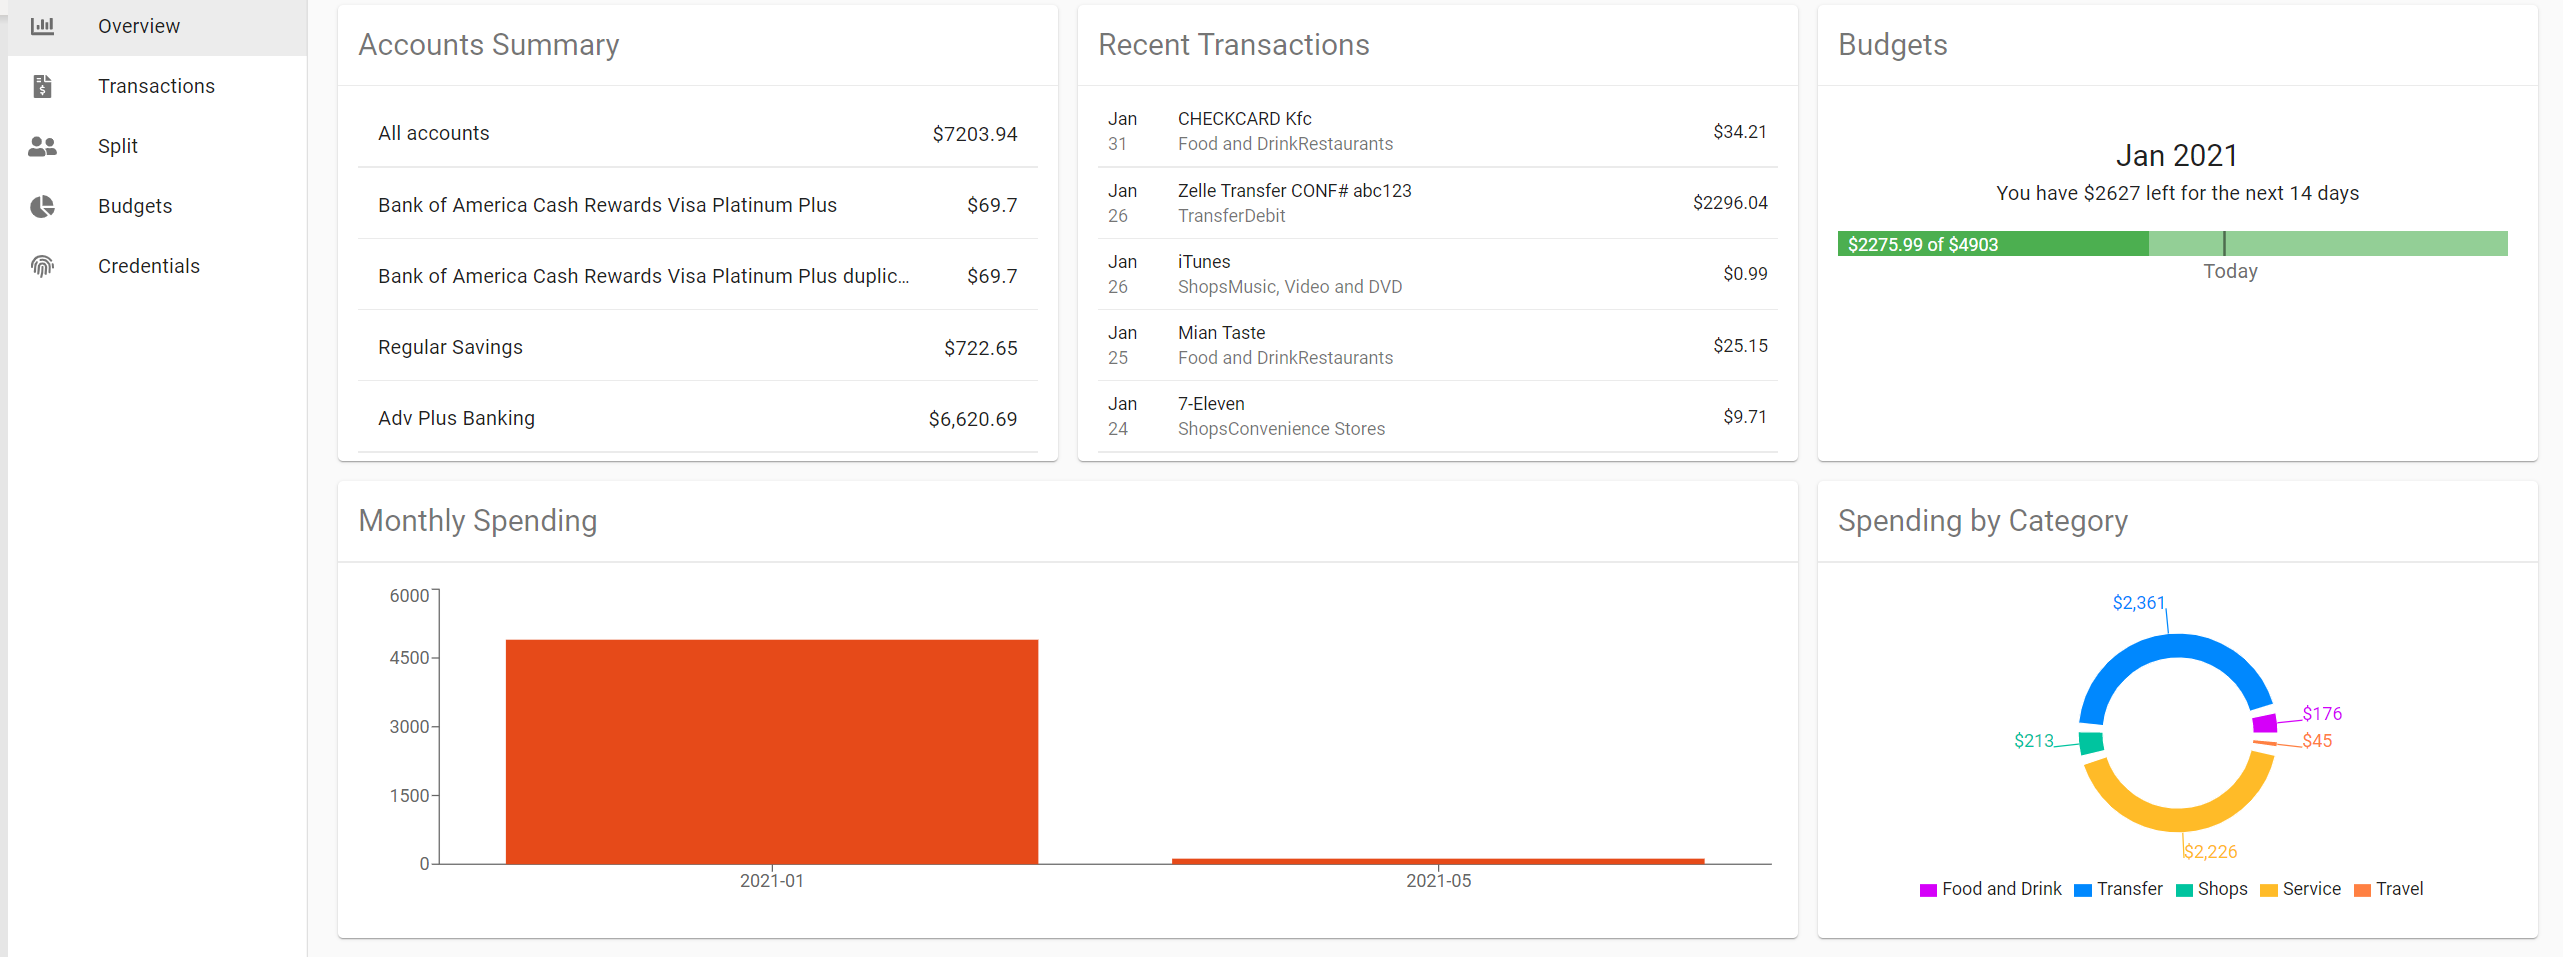 Overview
Transactions
Split
Budgets
Credentials
Accounts Summary
All accounts $7203.94
Bank of America Cash Rewards Visa Platinum Plus $69.7
Bank of America Cash Rewards Visa Platinum Plus duplic... $69.7
Regular Savings $722.65
Adv Plus Banking $6,620.69
Recent Transactions
Jan CHECKCARD Kfc
31 Food and DrinkRestaurants
$34.21
Jan Zelle Transfer CONF# abc123
26 TransferDebit
$2296.04
Jan iTunes
26 ShopsMusic, Video and DVD
$0.99
Jan Mian Taste
25 Food and DrinkRestaurants
$25.15
Jan 7-Eleven
24 ShopsConvenience Stores
$9.71
Budgets
Jan 2021
You have $2627 left for the next 14 days
$2275.99 of $4903
Today
Monthly Spending
6000
4500
3000
1500
0
2021-01 2021-05
Spending by Category
$2,361
$176
$213
$45
$2,226
Food and Drink Transfer Shops Service Travel